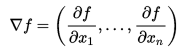 ∇f = (∂f/∂x₁, …, ∂f/∂xₙ)